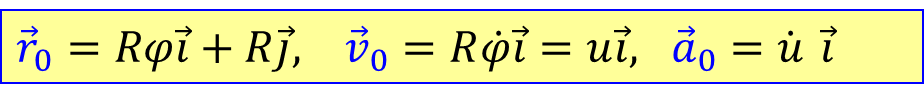 r⃗₀ = Rφi⃗ + Rj⃗, v⃗₀ = Rφ̇i⃗ = ui⃗, a⃗₀ = u̇ i⃗